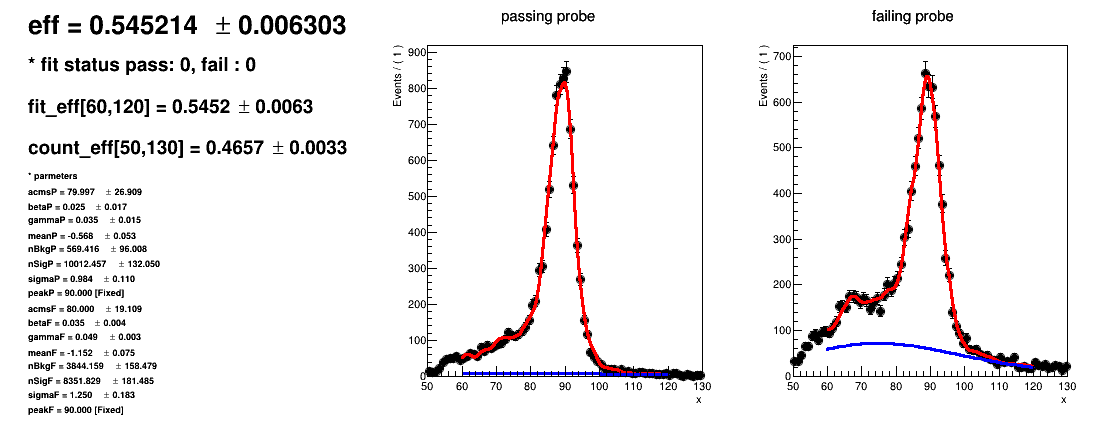 eff = 0.545214 ± 0.006303
* fit status pass: 0, fail : 0
fit_eff[60,120] = 0.5452 ± 0.0063
count_eff[50,130] = 0.4657 ± 0.0033
* parmeters
acmsP = 79.997 ± 26.909
betaP = 0.025 ± 0.017
gammaP = 0.035 ± 0.015
meanP = -0.568 ± 0.053
nBkgP = 569.416 ± 96.008
nSigP = 10012.457 ± 132.050
sigmaP = 0.984 ± 0.110
peakP = 90.000 [Fixed]
acmsF = 80.000 ± 19.109
betaF = 0.035 ± 0.004
gammaF = 0.049 ± 0.003
meanF = -1.152 ± 0.075
nBkgF = 3844.159 ± 158.479
nSigF = 8351.829 ± 181.485
sigmaF = 1.250 ± 0.183
peakF = 90.000 [Fixed]
passing probe
Events / ( 1 )
900
800
700
600
500
400
300
200
100
0
50 60 70 80 90 100 110 120 130
x
failing probe
Events / ( 1 )
700
600
500
400
300
200
100
0
50 60 70 80 90 100 110 120 130
x